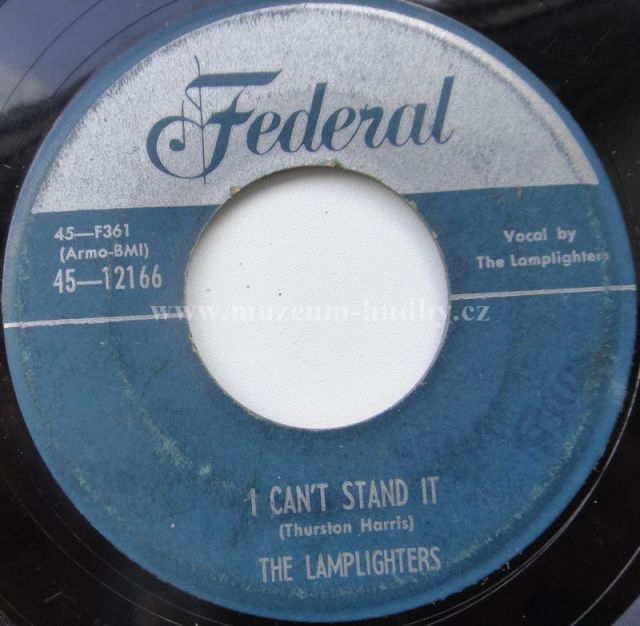 Federal
45—F361
(Armo-BMI)
45—12166
Vocal by
The Lamplighters
www.muzeum-hudby.cz
I CAN'T STAND IT
(Thurston Harris)
THE LAMPLIGHTERS